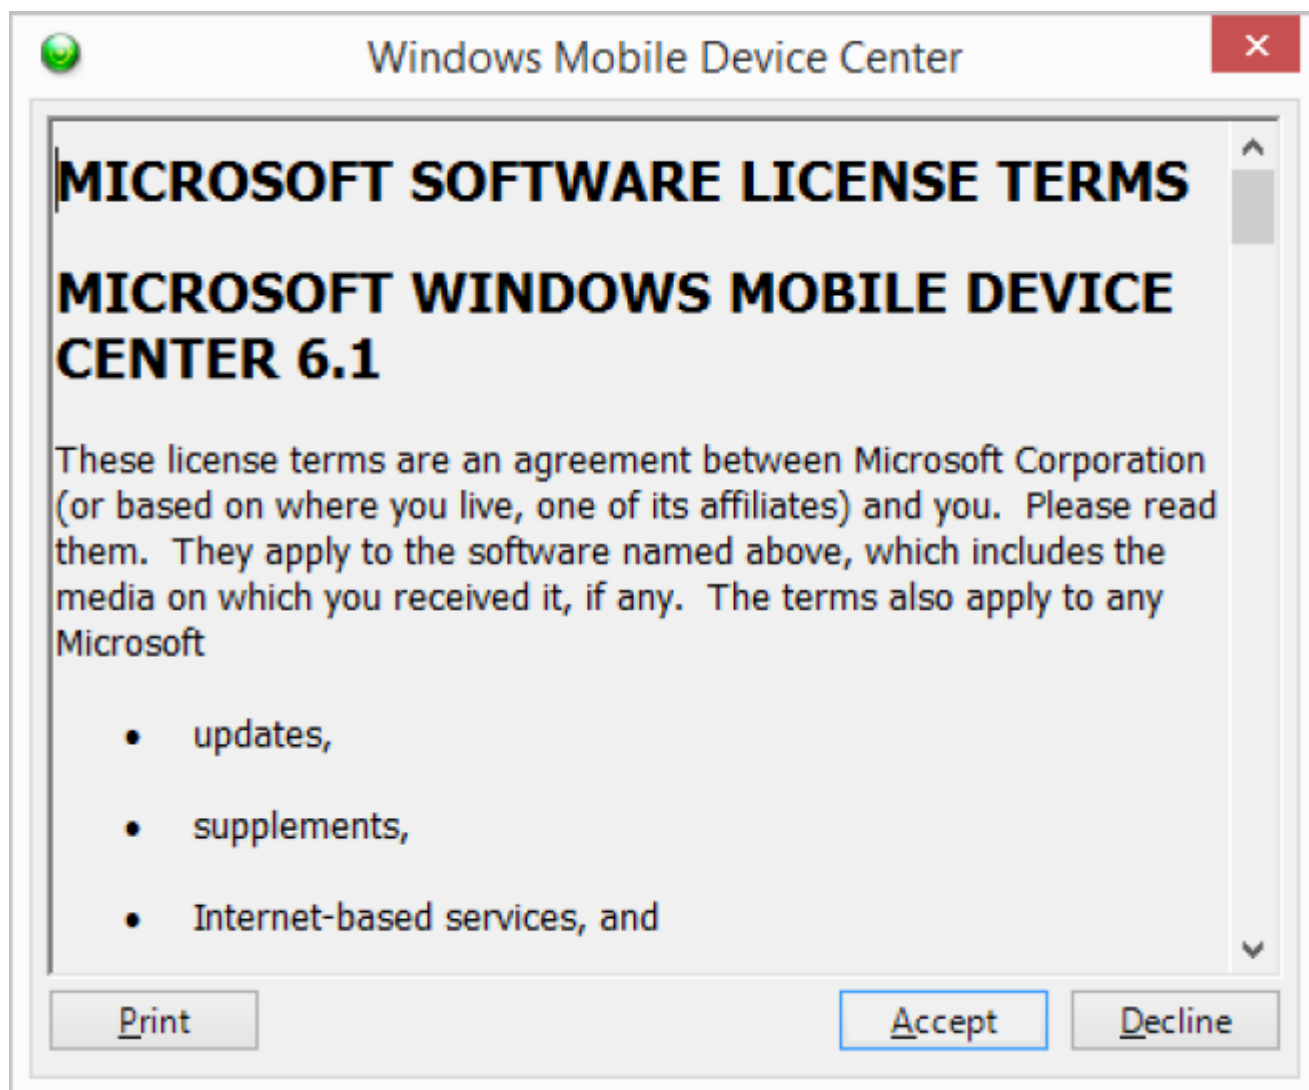 Windows Mobile Device Center
MICROSOFT SOFTWARE LICENSE TERMS
MICROSOFT WINDOWS MOBILE DEVICE
CENTER 6.1
These license terms are an agreement between Microsoft Corporation
(or based on where you live, one of its affiliates) and you.  Please read
them.  They apply to the software named above, which includes the
media on which you received it, if any.  The terms also apply to any
Microsoft
• updates,
• supplements,
• Internet-based services, and
Print Accept Decline